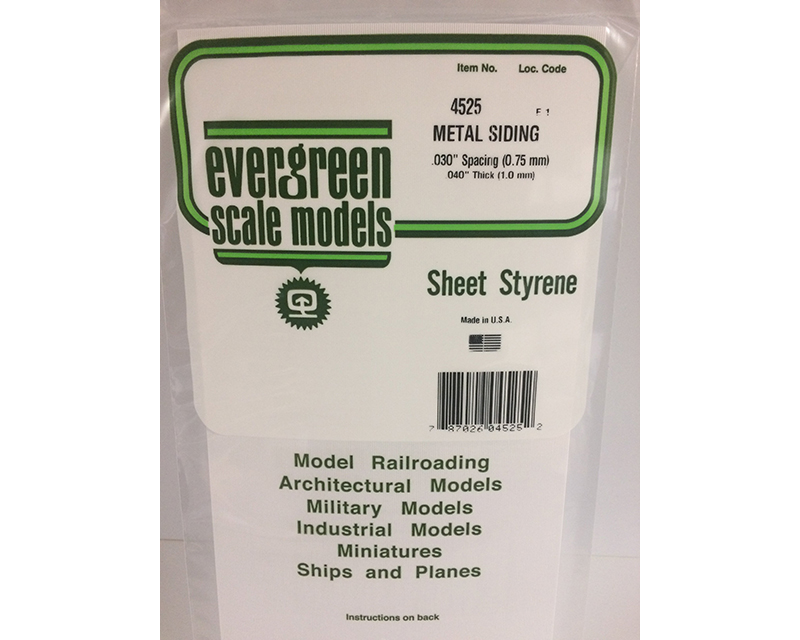 Item No. Loc. Code
4525 F 1
METAL SIDING
.030" Spacing (0.75 mm)
.040" Thick (1.0 mm)
evergreen
scale models
Sheet Styrene
Made in U.S.A.
7 87026 04525 2
Model Railroading
Architectural Models
Military Models
Industrial Models
Miniatures
Ships and Planes
Instructions on back